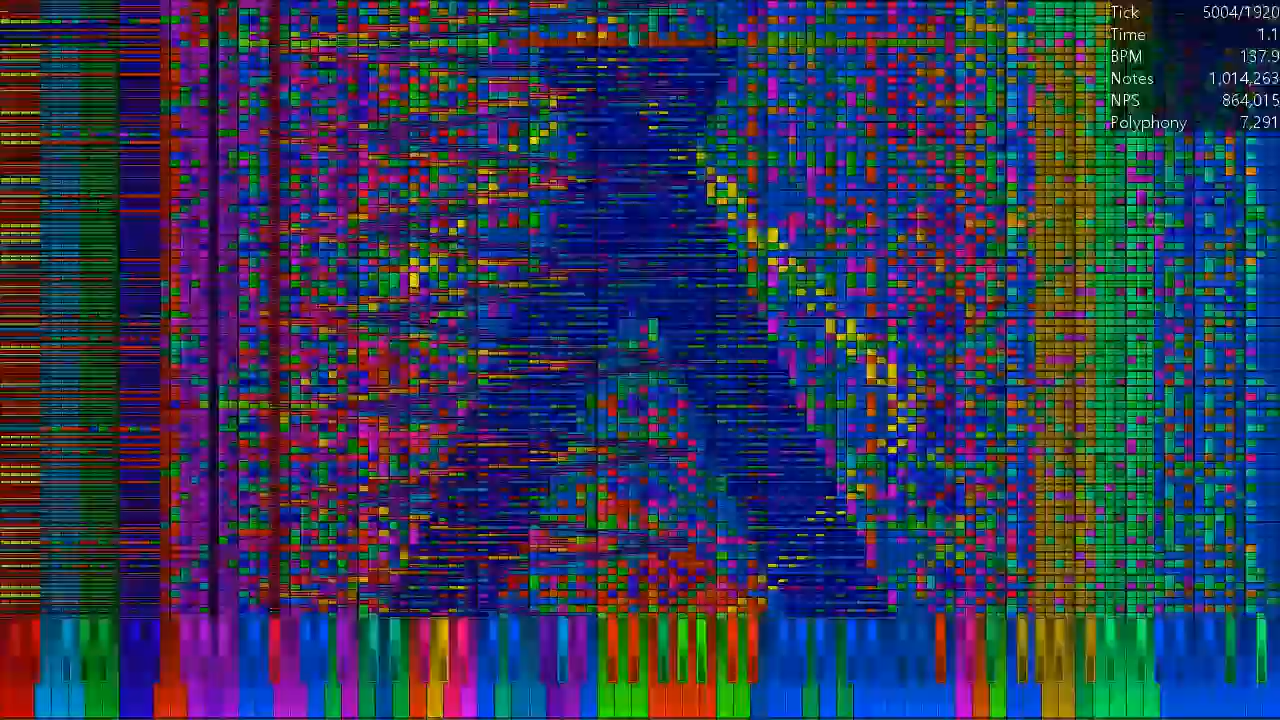 Tick 5004/1920
Time 1.1
BPM 137.9
Notes 1,014,263
NPS 864,015
Polyphony 7,291